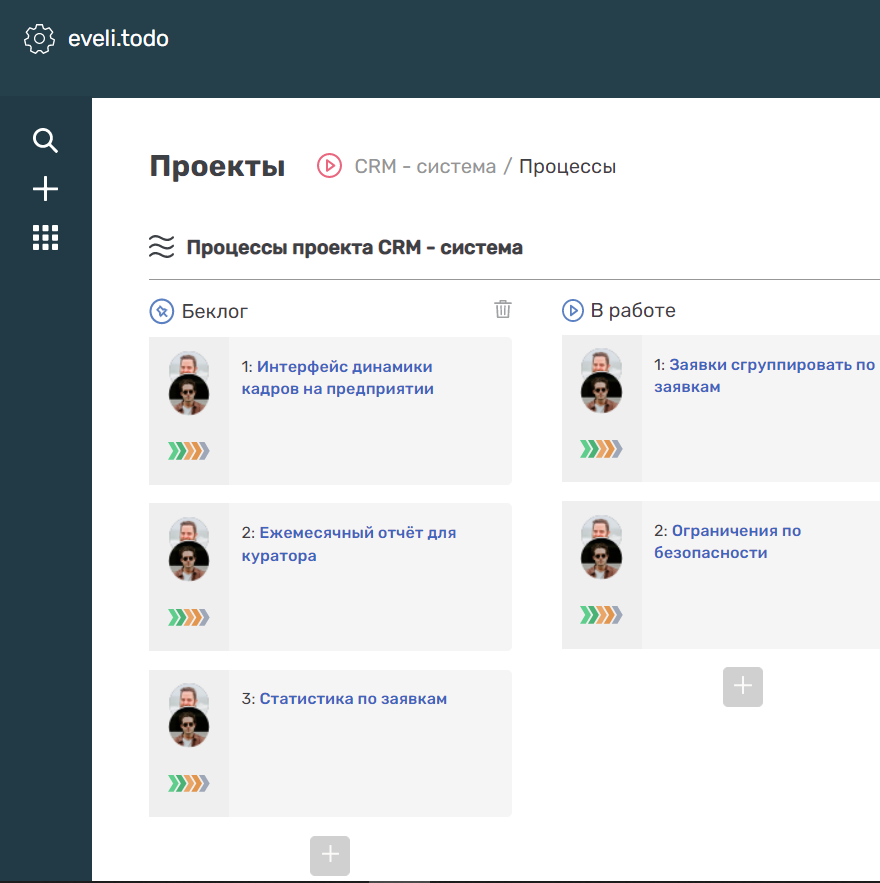 eveli.todo
Проекты
CRM - система / Процессы
Процессы проекта CRM - система
Беклог
1: Интерфейс динамики
кадров на предприятии
2: Ежемесячный отчёт для
куратора
3: Статистика по заявкам
В работе
1: Заявки сгруппировать по
заявкам
2: Ограничения по
безопасности